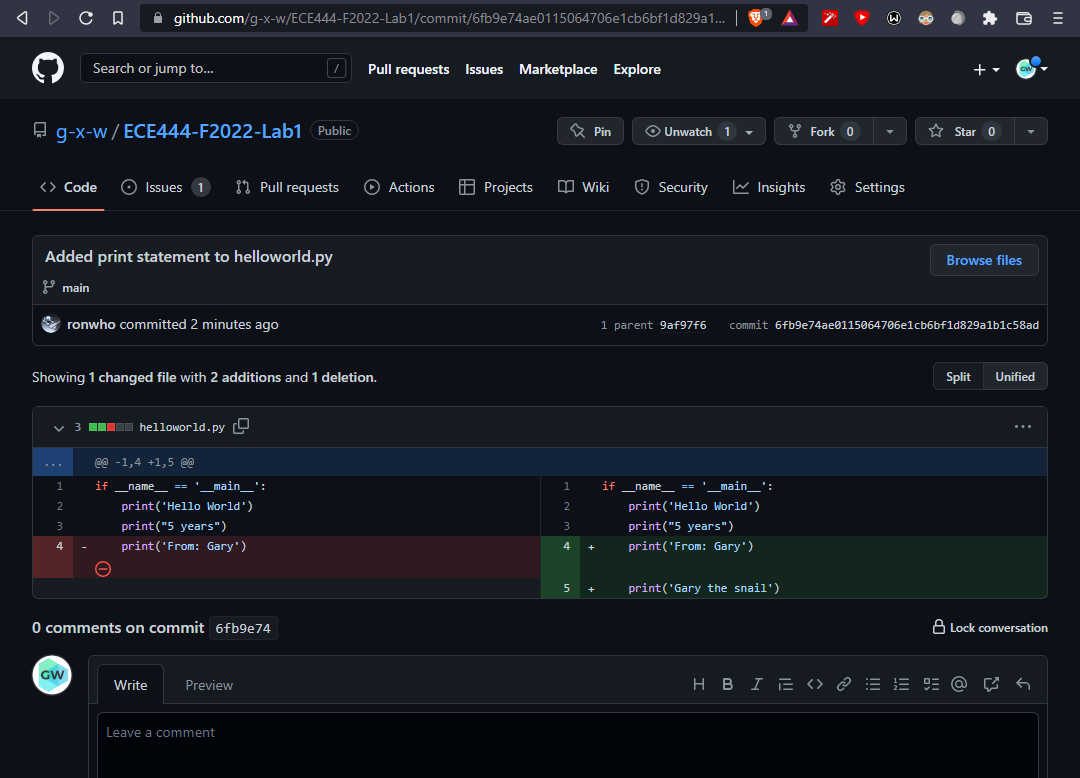 github.com/g-x-w/ECE444-F2022-Lab1/commit/6fb9e74ae0115064706e1cb6bf1d829a1... 1
Search or jump to... / Pull requests Issues Marketplace Explore
GW
g-x-w / ECE444-F2022-Lab1 Public Pin Unwatch 1 Fork 0 Star 0
Code Issues 1 Pull requests Actions Projects Wiki Security Insights Settings
Added print statement to helloworld.py Browse files
main
ronwho committed 2 minutes ago 1 parent 9af97f6 commit 6fb9e74ae0115064706e1cb6bf1d829a1b1c58ad
Showing 1 changed file with 2 additions and 1 deletion. Split Unified
3 helloworld.py ...
... @@ -1,4 +1,5 @@
1 if __name__ == '__main__': 1 if __name__ == '__main__':
2 print('Hello World') 2 print('Hello World')
3 print("5 years") 3 print("5 years")
4 - print('From: Gary') 4 + print('From: Gary')
5 + print('Gary the snail')
0 comments on commit 6fb9e74 Lock conversation
GW
Write Preview
Leave a comment